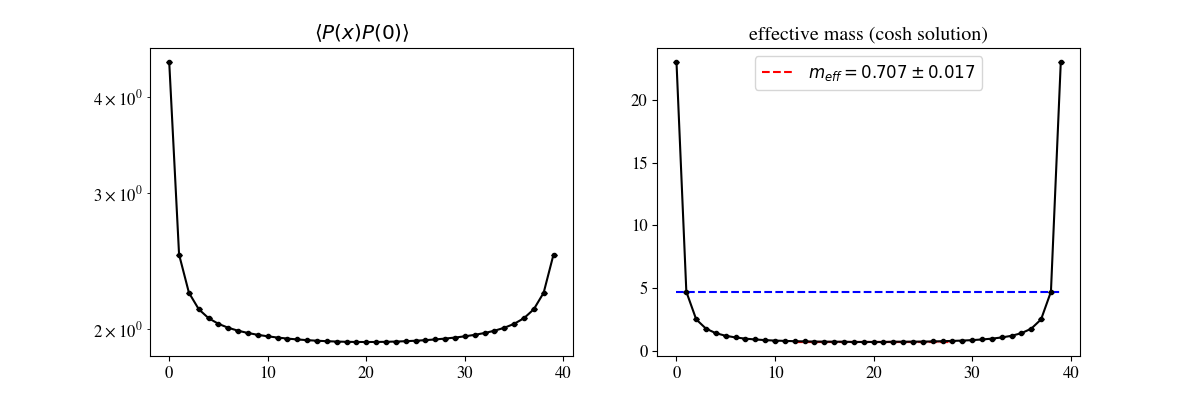 ⟨P(x)P(0)⟩
4 × 10⁰
3 × 10⁰
2 × 10⁰
0 10 20 30 40
effective mass (cosh solution)
m_eff = 0.707 ± 0.017
20
15
10
5
0
0 10 20 30 40